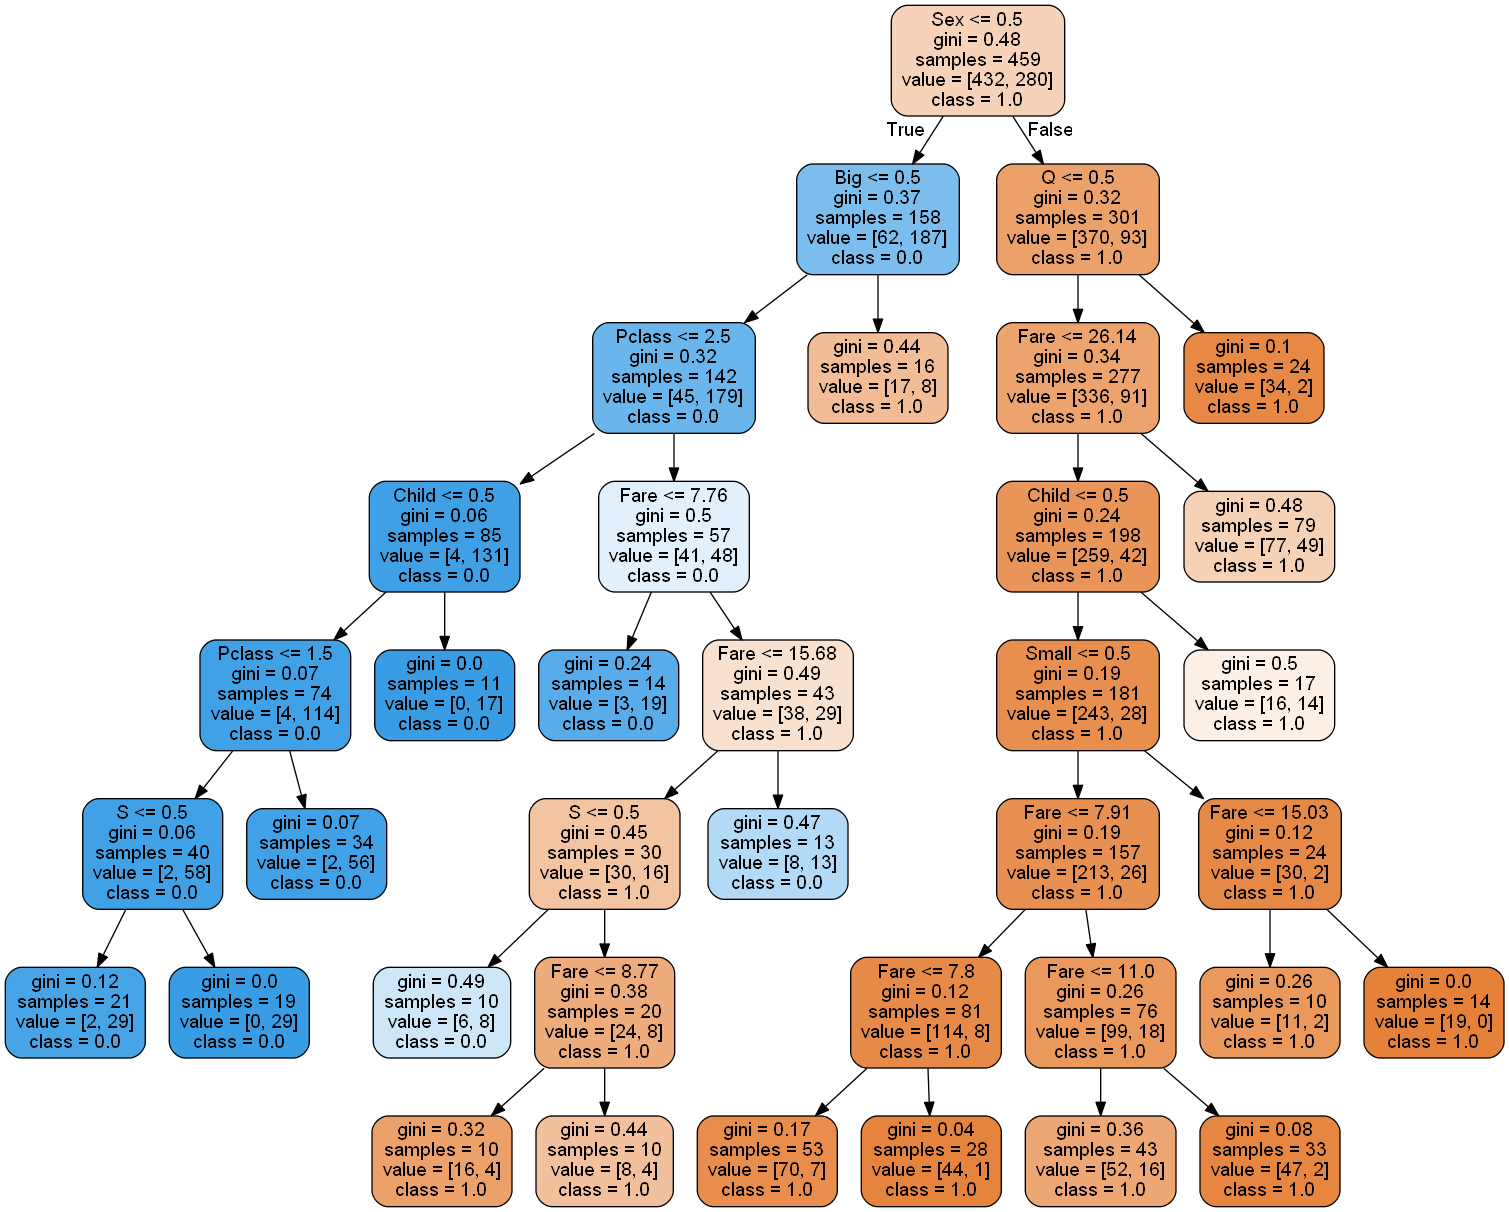 Sex <= 0.5
gini = 0.48
samples = 459
value = [432, 280]
class = 1.0
True
False
Big <= 0.5
gini = 0.37
samples = 158
value = [62, 187]
class = 0.0
Q <= 0.5
gini = 0.32
samples = 301
value = [370, 93]
class = 1.0
Pclass <= 2.5
gini = 0.32
samples = 142
value = [45, 179]
class = 0.0
gini = 0.44
samples = 16
value = [17, 8]
class = 1.0
Fare <= 26.14
gini = 0.34
samples = 277
value = [336, 91]
class = 1.0
gini = 0.1
samples = 24
value = [34, 2]
class = 1.0
Child <= 0.5
gini = 0.06
samples = 85
value = [4, 131]
class = 0.0
Fare <= 7.76
gini = 0.5
samples = 57
value = [41, 48]
class = 0.0
Child <= 0.5
gini = 0.24
samples = 198
value = [259, 42]
class = 1.0
gini = 0.48
samples = 79
value = [77, 49]
class = 1.0
Pclass <= 1.5
gini = 0.07
samples = 74
value = [4, 114]
class = 0.0
gini = 0.0
samples = 11
value = [0, 17]
class = 0.0
gini = 0.24
samples = 14
value = [3, 19]
class = 0.0
Fare <= 15.68
gini = 0.49
samples = 43
value = [38, 29]
class = 1.0
Small <= 0.5
gini = 0.19
samples = 181
value = [243, 28]
class = 1.0
gini = 0.5
samples = 17
value = [16, 14]
class = 1.0
S <= 0.5
gini = 0.06
samples = 40
value = [2, 58]
class = 0.0
gini = 0.07
samples = 34
value = [2, 56]
class = 0.0
S <= 0.5
gini = 0.45
samples = 30
value = [30, 16]
class = 1.0
gini = 0.47
samples = 13
value = [8, 13]
class = 0.0
Fare <= 7.91
gini = 0.19
samples = 157
value = [213, 26]
class = 1.0
Fare <= 15.03
gini = 0.12
samples = 24
value = [30, 2]
class = 1.0
gini = 0.12
samples = 21
value = [2, 29]
class = 0.0
gini = 0.0
samples = 19
value = [0, 29]
class = 0.0
gini = 0.49
samples = 10
value = [6, 8]
class = 0.0
Fare <= 8.77
gini = 0.38
samples = 20
value = [24, 8]
class = 1.0
Fare <= 7.8
gini = 0.12
samples = 81
value = [114, 8]
class = 1.0
Fare <= 11.0
gini = 0.26
samples = 76
value = [99, 18]
class = 1.0
gini = 0.26
samples = 10
value = [11, 2]
class = 1.0
gini = 0.0
samples = 14
value = [19, 0]
class = 1.0
gini = 0.32
samples = 10
value = [16, 4]
class = 1.0
gini = 0.44
samples = 10
value = [8, 4]
class = 1.0
gini = 0.17
samples = 53
value = [70, 7]
class = 1.0
gini = 0.04
samples = 28
value = [44, 1]
class = 1.0
gini = 0.36
samples = 43
value = [52, 16]
class = 1.0
gini = 0.08
samples = 33
value = [47, 2]
class = 1.0